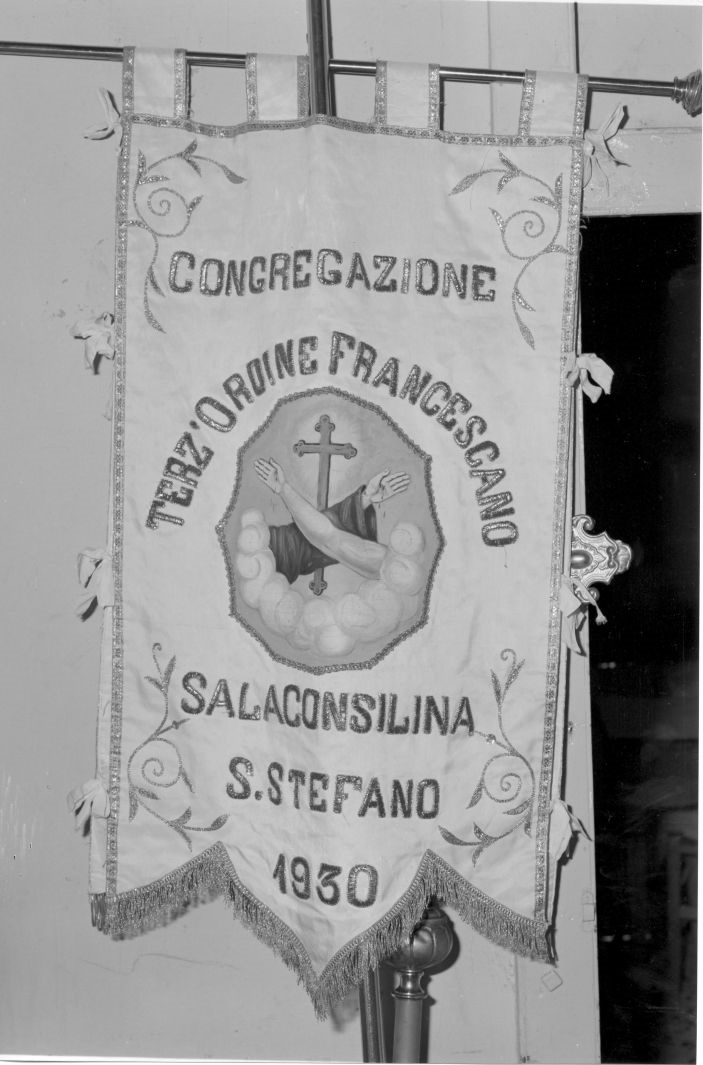 CONGREGAZIONE
TERZ'ORDINE FRANCESCANO
SALACONSILINA
S. STEFANO
1930